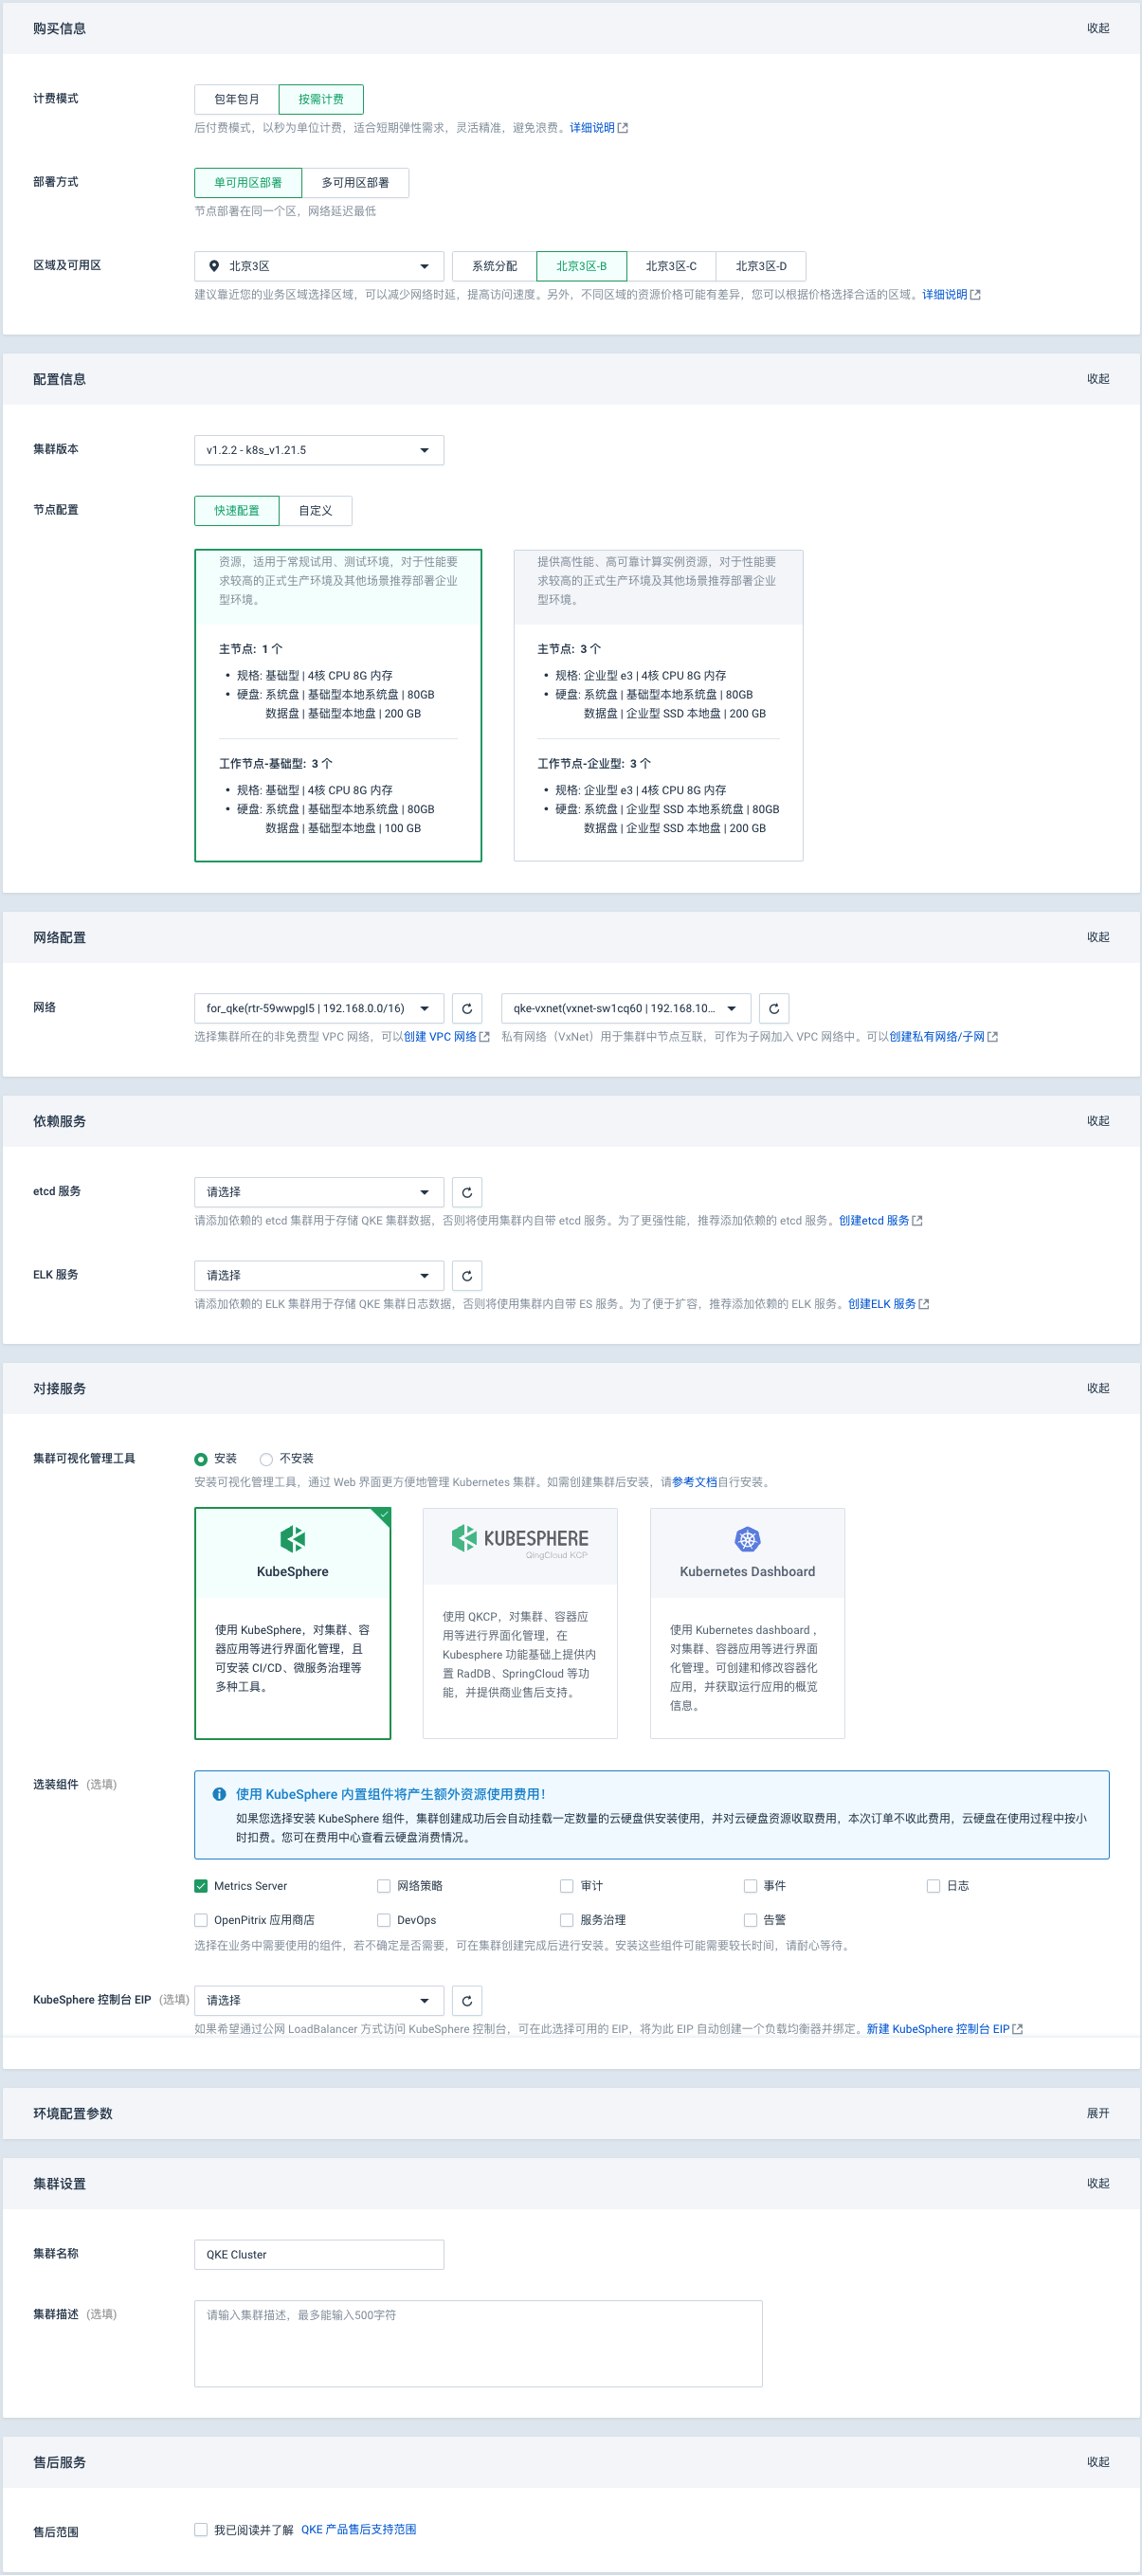 购买信息 收起
计费模式 包年包月 按需计费
后付费模式，以秒为单位计费，适合短期弹性需求，灵活精准，避免浪费。详细说明
部署方式 单可用区部署 多可用区部署
节点部署在同一个区，网络延迟最低
区域及可用区 北京3区 系统分配 北京3区-B 北京3区-C 北京3区-D
建议靠近您的业务区域选择区域，可以减少网络时延，提高访问速度。另外，不同区域的资源价格可能有差异，您可以根据价格选择合适的区域。详细说明
配置信息 收起
集群版本 v1.2.2 - k8s_v1.21.5
节点配置 快速配置 自定义
资源，适用于常规试用、测试环境，对于性能要
求较高的正式生产环境及其他场景推荐部署企业
型环境。
主节点: 1 个
• 规格: 基础型 | 4核 CPU 8G 内存
• 硬盘: 系统盘 | 基础型本地系统盘 | 80GB
数据盘 | 基础型本地盘 | 200 GB
工作节点-基础型: 3 个
• 规格: 基础型 | 4核 CPU 8G 内存
• 硬盘: 系统盘 | 基础型本地系统盘 | 80GB
数据盘 | 基础型本地盘 | 100 GB
提供高性能、高可靠计算实例资源，对于性能要
求较高的正式生产环境及其他场景推荐部署企业
型环境。
主节点: 3 个
• 规格: 企业型 e3 | 4核 CPU 8G 内存
• 硬盘: 系统盘 | 基础型本地系统盘 | 80GB
数据盘 | 企业型 SSD 本地盘 | 200 GB
工作节点-企业型: 3 个
• 规格: 企业型 e3 | 4核 CPU 8G 内存
• 硬盘: 系统盘 | 企业型 SSD 本地系统盘 | 80GB
数据盘 | 企业型 SSD 本地盘 | 200 GB
网络配置 收起
网络 for_qke(rtr-59wwpgl5 | 192.168.0.0/16) qke-vxnet(vxnet-sw1cq60 | 192.168.10...
选择集群所在的非免费型 VPC 网络，可以创建 VPC 网络 私有网络（VxNet）用于集群中节点互联，可作为子网加入 VPC 网络中。可以创建私有网络/子网
依赖服务 收起
etcd 服务 请选择
请添加依赖的 etcd 集群用于存储 QKE 集群数据，否则将使用集群内自带 etcd 服务。为了更强性能，推荐添加依赖的 etcd 服务。创建etcd 服务
ELK 服务 请选择
请添加依赖的 ELK 集群用于存储 QKE 集群日志数据，否则将使用集群内自带 ES 服务。为了便于扩容，推荐添加依赖的 ELK 服务。创建ELK 服务
对接服务 收起
集群可视化管理工具 安装 不安装
安装可视化管理工具，通过 Web 界面更方便地管理 Kubernetes 集群。如需创建集群后安装，请参考文档自行安装。
KubeSphere
使用 KubeSphere，对集群、容
器应用等进行界面化管理，且
可安装 CI/CD、微服务治理等
多种工具。
KUBESPHERE
QingCloud KCP
使用 QKCP，对集群、容器应
用等进行界面化管理，在
Kubesphere 功能基础上提供内
置 RadDB、SpringCloud 等功
能，并提供商业售后支持。
Kubernetes Dashboard
使用 Kubernetes dashboard ，
对集群、容器应用等进行界面
化管理。可创建和修改容器化
应用，并获取运行应用的概览
信息。
选装组件 (选填)
使用 KubeSphere 内置组件将产生额外资源使用费用！
如果您选择安装 KubeSphere 组件，集群创建成功后会自动挂载一定数量的云硬盘供安装使用，并对云硬盘资源收取费用，本次订单不收此费用，云硬盘在使用过程中按小
时扣费。您可在费用中心查看云硬盘消费情况。
Metrics Server 网络策略 审计 事件 日志
OpenPitrix 应用商店 DevOps 服务治理 告警
选择在业务中需要使用的组件，若不确定是否需要，可在集群创建完成后进行安装。安装这些组件可能需要较长时间，请耐心等待。
KubeSphere 控制台 EIP (选填) 请选择
如果希望通过公网 LoadBalancer 方式访问 KubeSphere 控制台，可在此选择可用的 EIP，将为此 EIP 自动创建一个负载均衡器并绑定。新建 KubeSphere 控制台 EIP
环境配置参数 展开
集群设置 收起
集群名称 QKE Cluster
集群描述 (选填) 请输入集群描述，最多能输入500字符
售后服务 收起
售后范围 我已阅读并了解 QKE 产品售后支持范围